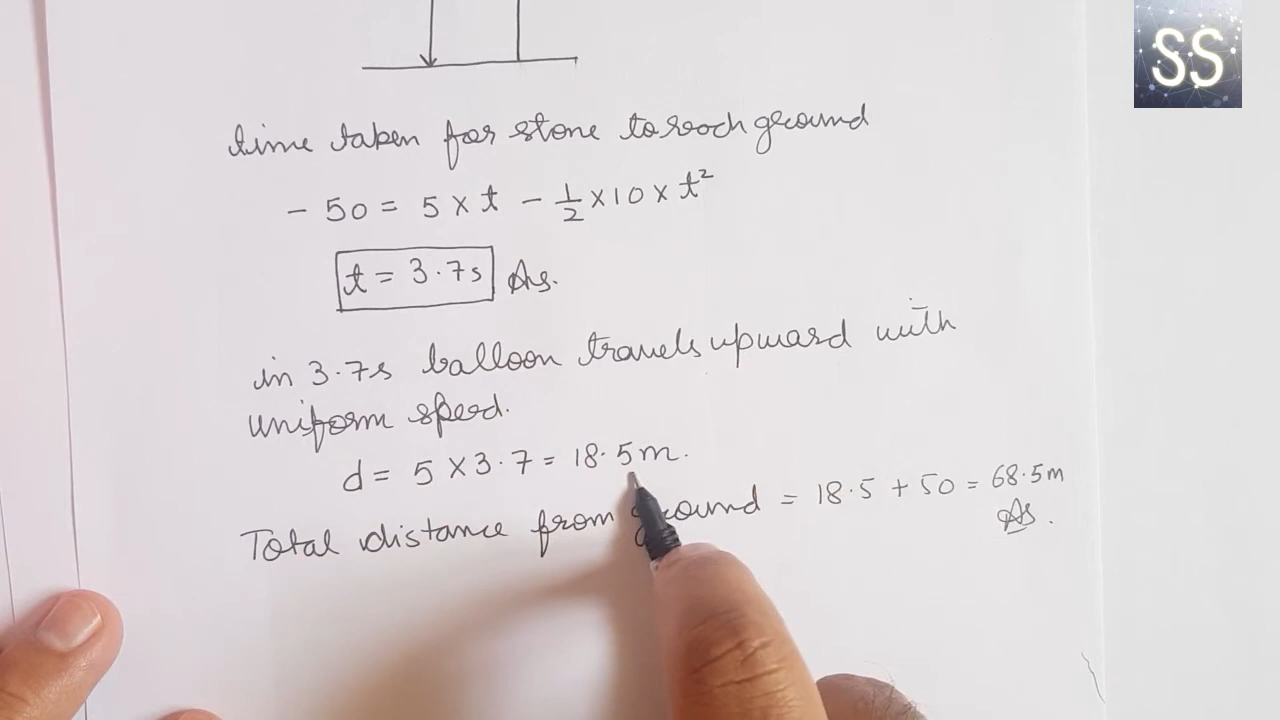 SS
time taken for stone to reach ground
- 50 = 5 × t - 1/2 × 10 × t²
t = 3.7s As.
in 3.7s balloon travels upward with
uniform speed.
d = 5 × 3.7 = 18.5m.
Total distance from ground = 18.5 + 50 = 68.5m
As.